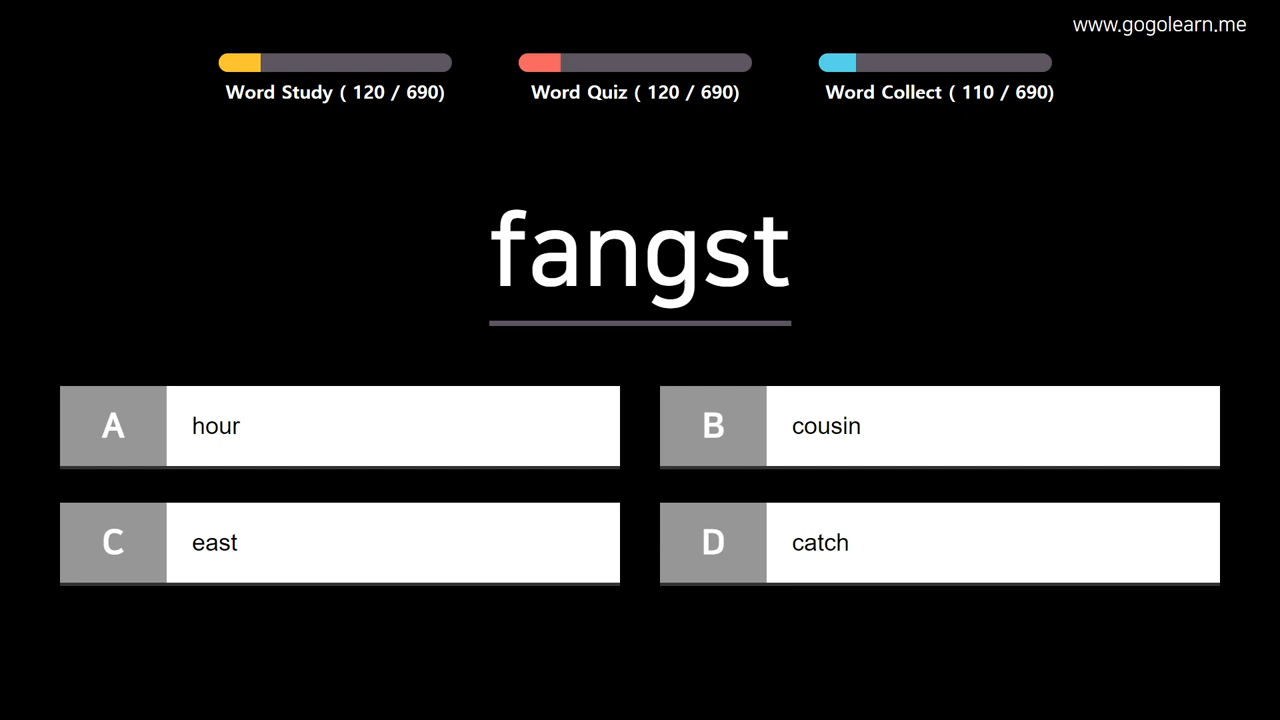 www.gogolearn.me
Word Study ( 120 / 690)
Word Quiz ( 120 / 690)
Word Collect ( 110 / 690)
fangst
A hour
B cousin
C east
D catch